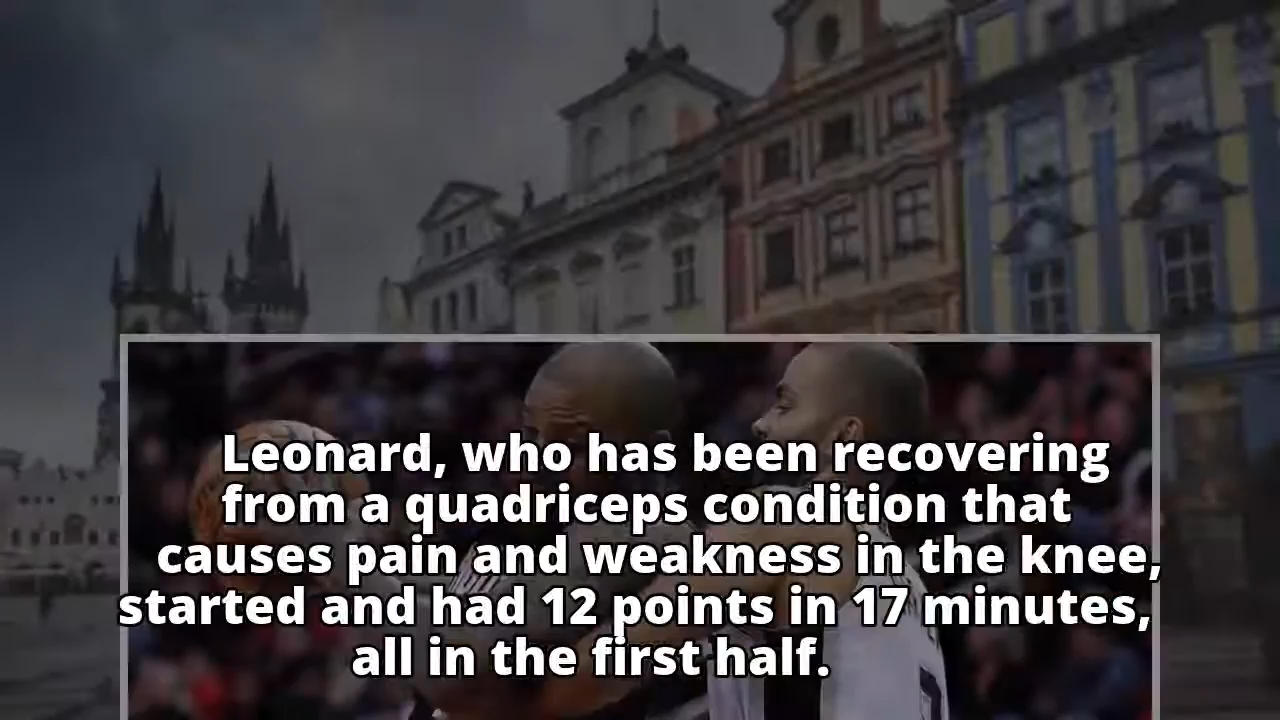 Leonard, who has been recovering
from a quadriceps condition that
causes pain and weakness in the knee,
started and had 12 points in 17 minutes,
all in the first half.